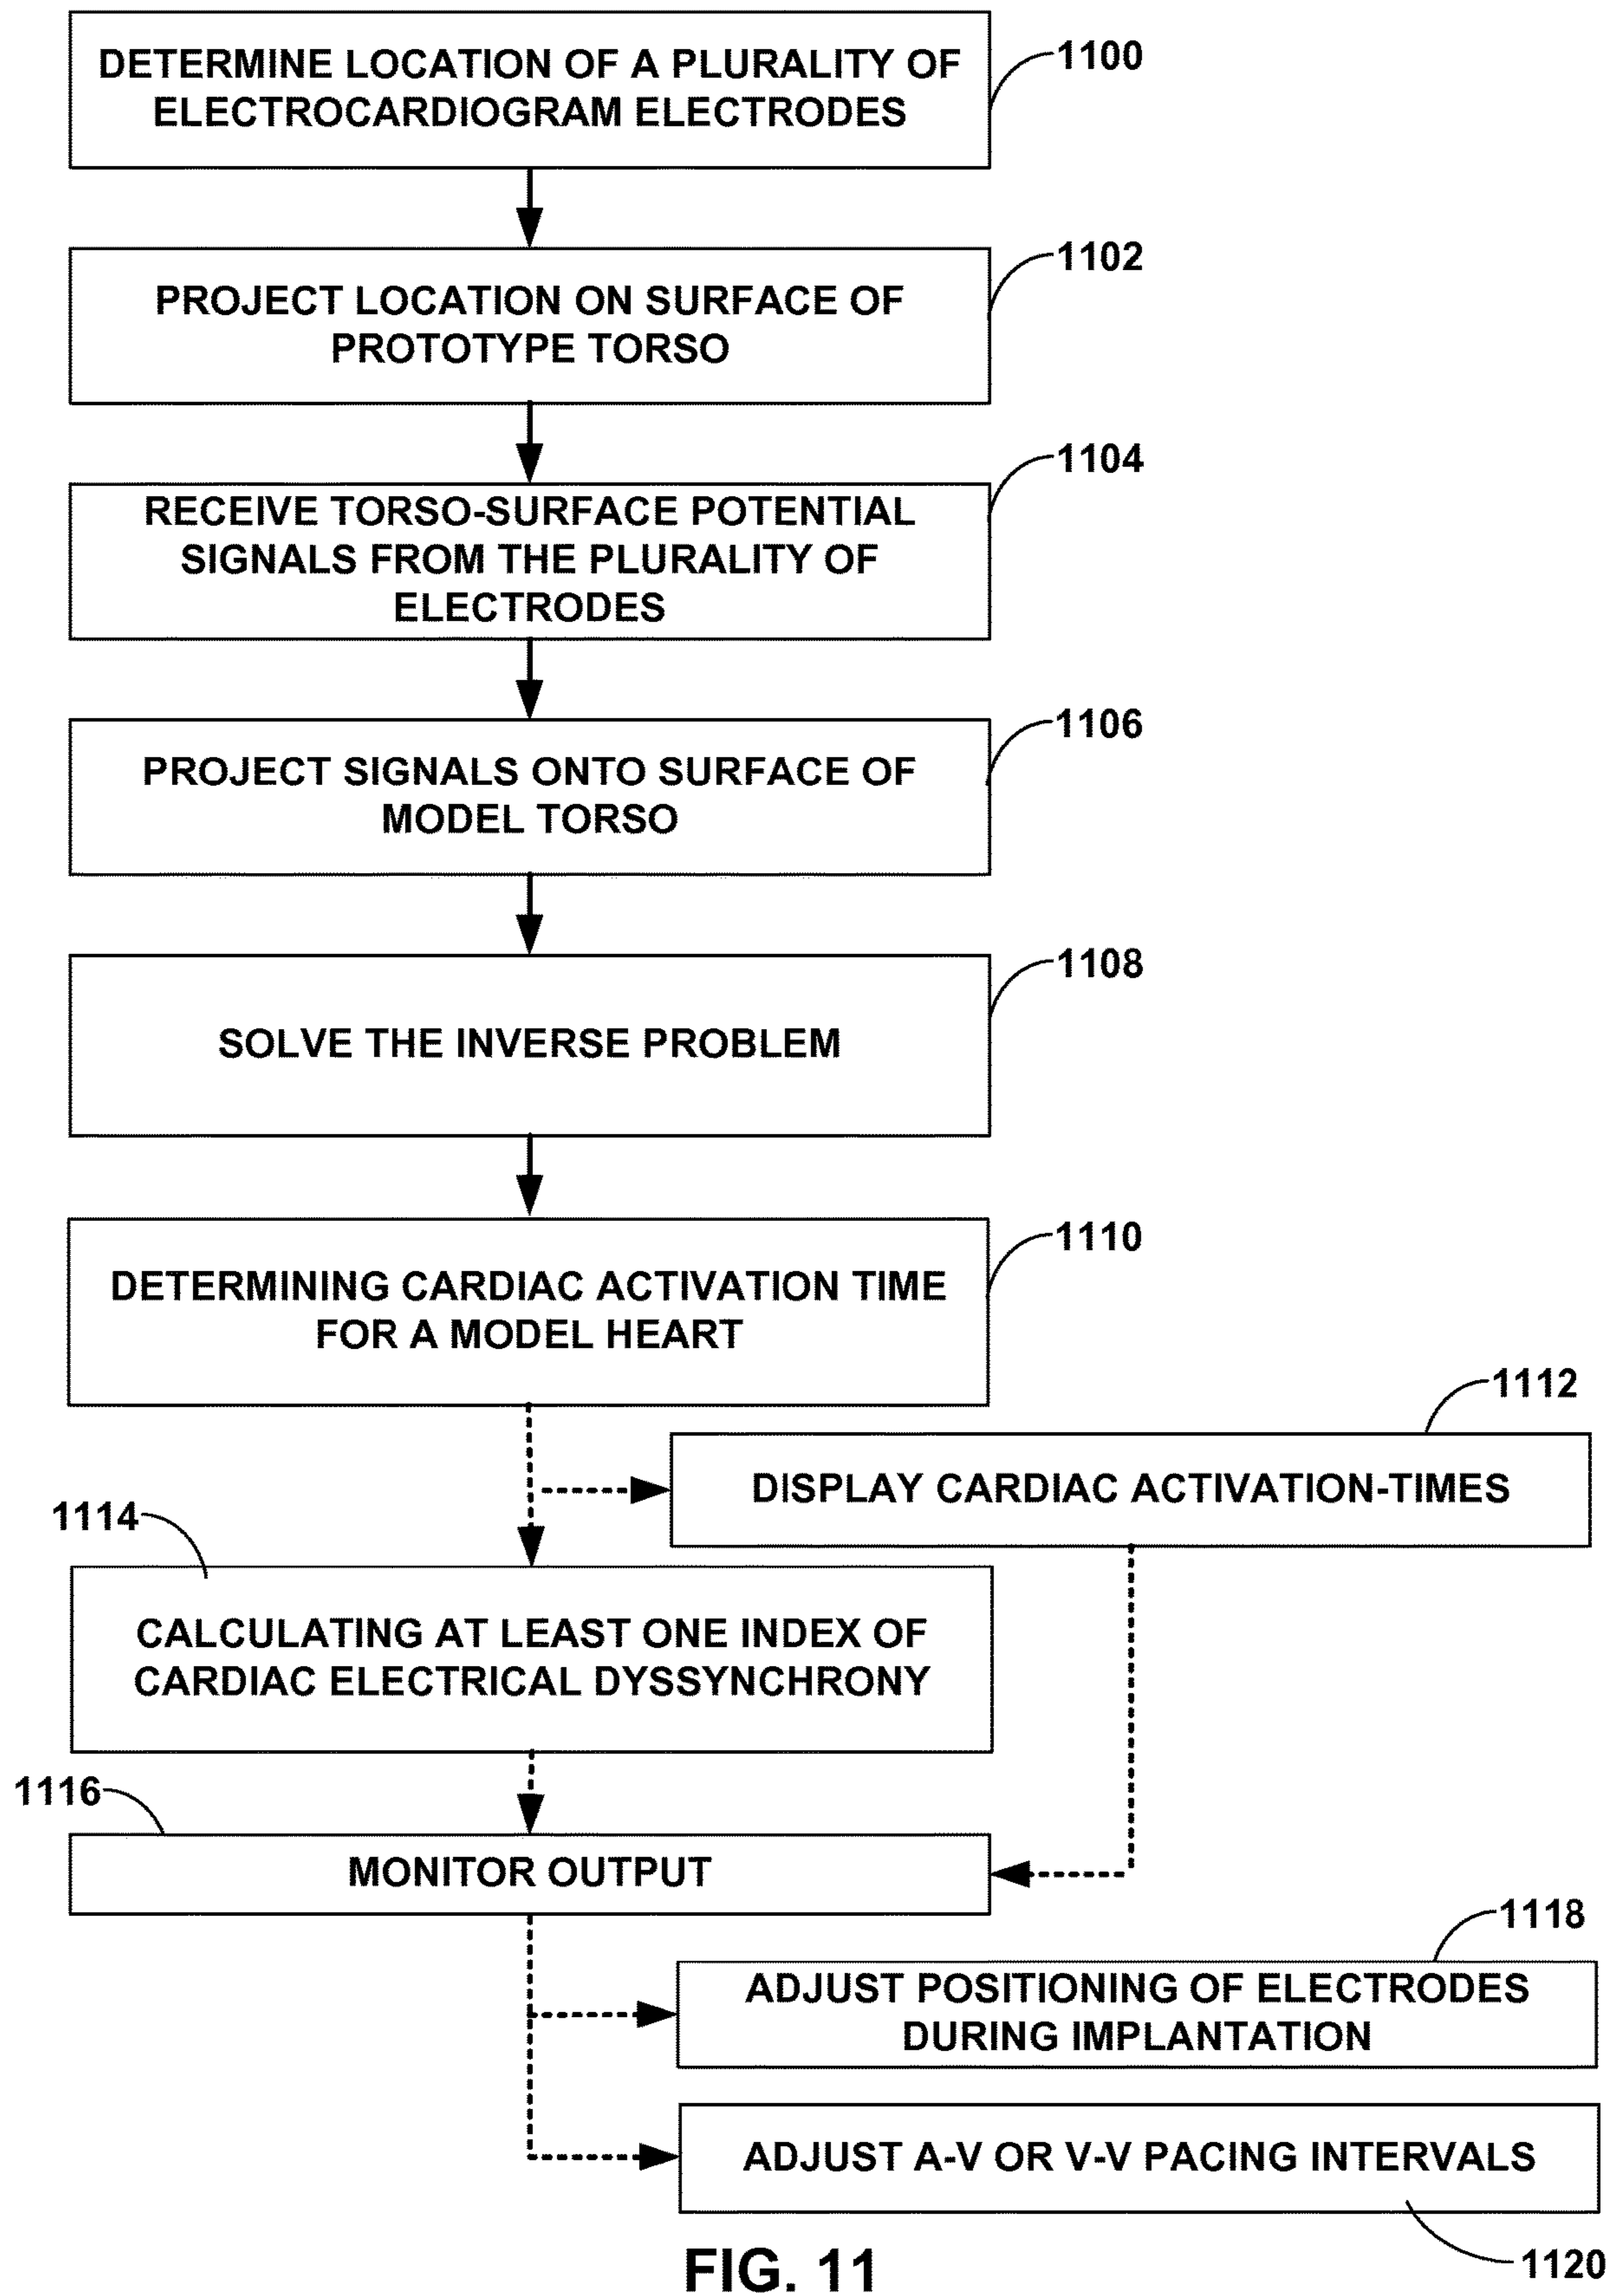 DETERMINE LOCATION OF A PLURALITY OF
ELECTROCARDIOGRAM ELECTRODES
1100
PROJECT LOCATION ON SURFACE OF
PROTOTYPE TORSO
1102
RECEIVE TORSO-SURFACE POTENTIAL
SIGNALS FROM THE PLURALITY OF
ELECTRODES
1104
PROJECT SIGNALS ONTO SURFACE OF
MODEL TORSO
1106
SOLVE THE INVERSE PROBLEM
1108
DETERMINING CARDIAC ACTIVATION TIME
FOR A MODEL HEART
1110
1112
DISPLAY CARDIAC ACTIVATION-TIMES
1114
CALCULATING AT LEAST ONE INDEX OF
CARDIAC ELECTRICAL DYSSYNCHRONY
1116
MONITOR OUTPUT
1118
ADJUST POSITIONING OF ELECTRODES
DURING IMPLANTATION
ADJUST A-V OR V-V PACING INTERVALS
1120
FIG. 11